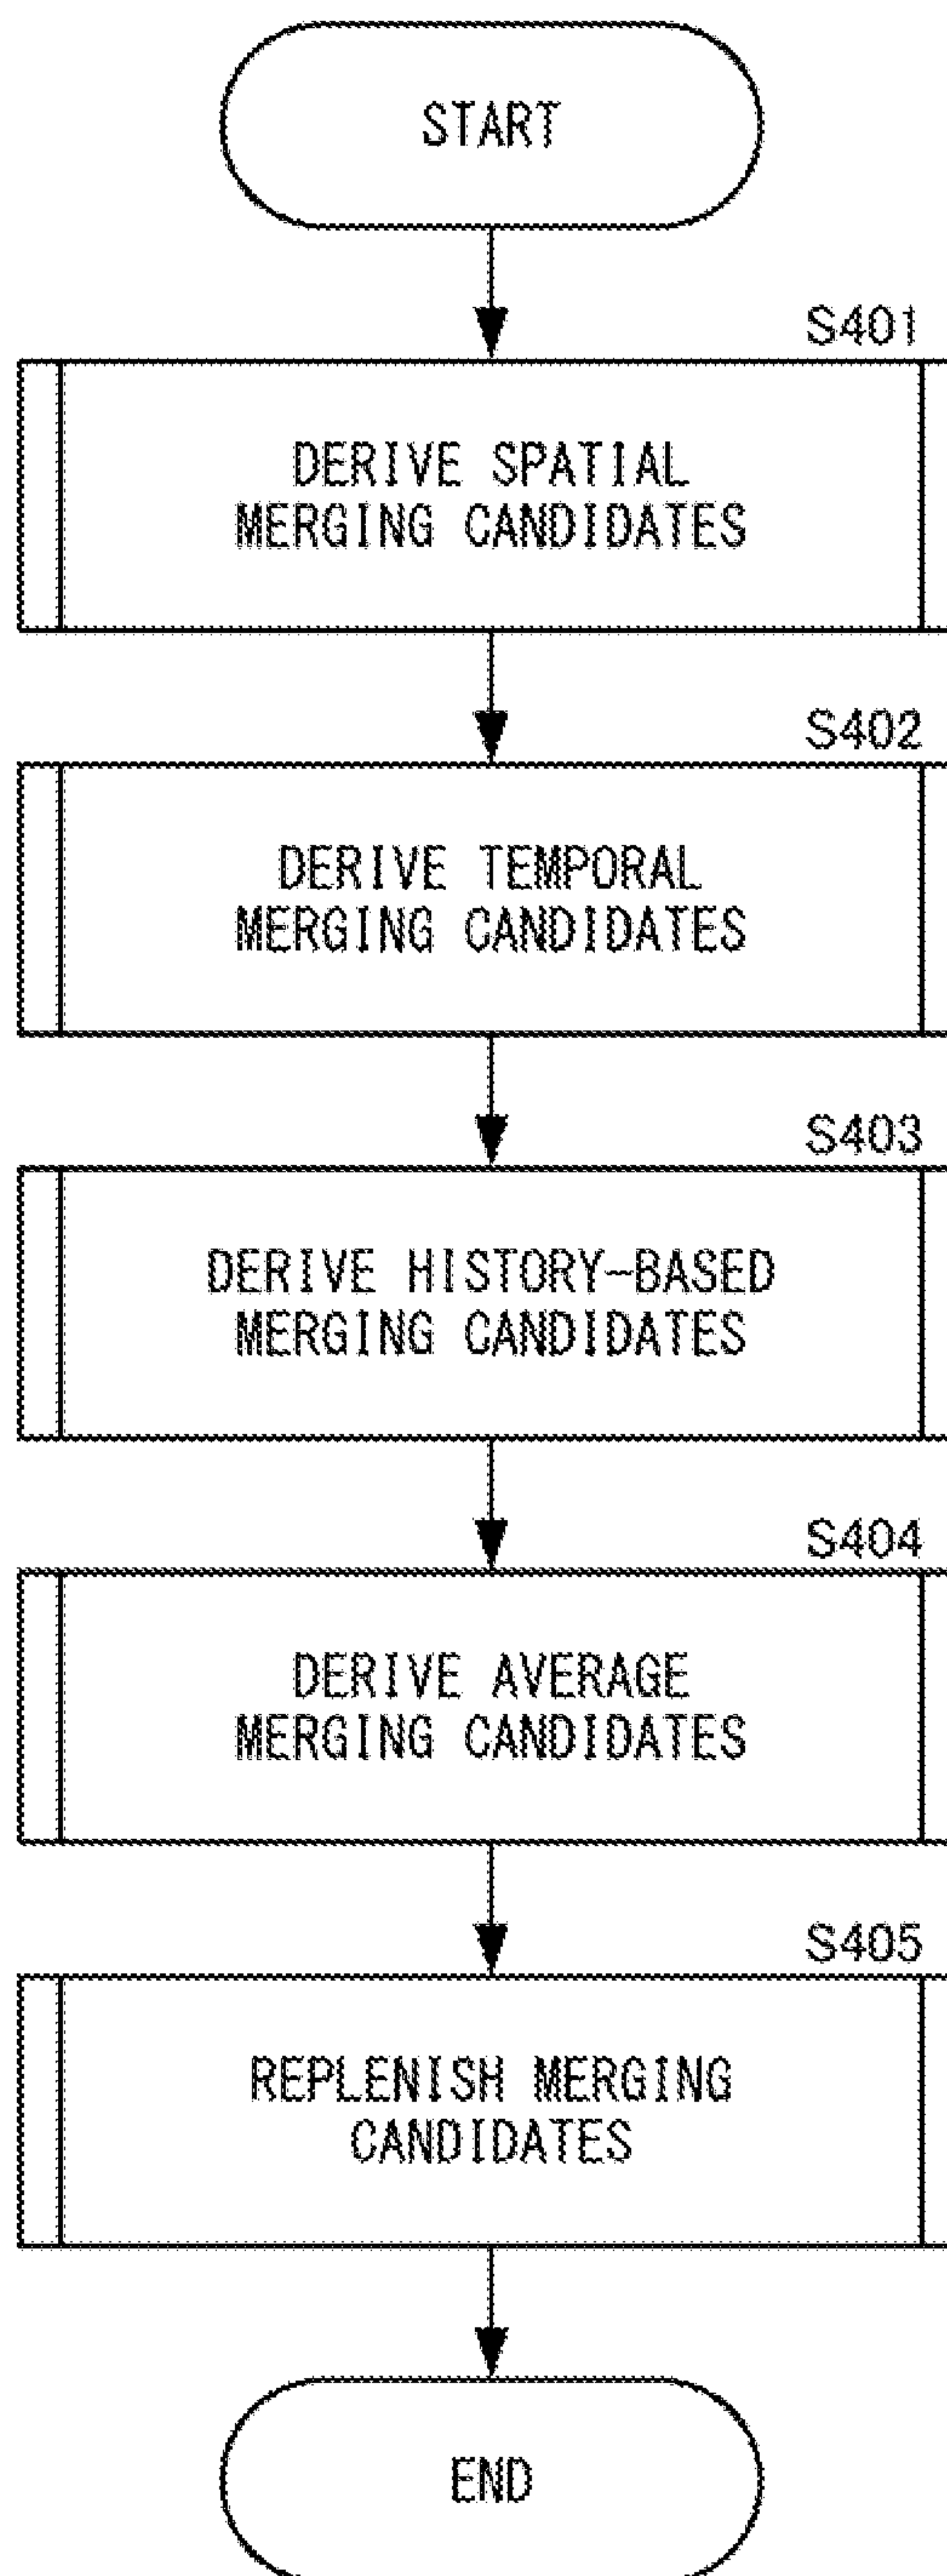 START
S401
DERIVE SPATIAL
MERGING CANDIDATES
S402
DERIVE TEMPORAL
MERGING CANDIDATES
S403
DERIVE HISTORY-BASED
MERGING CANDIDATES
S404
DERIVE AVERAGE
MERGING CANDIDATES
S405
REPLENISH MERGING
CANDIDATES
END